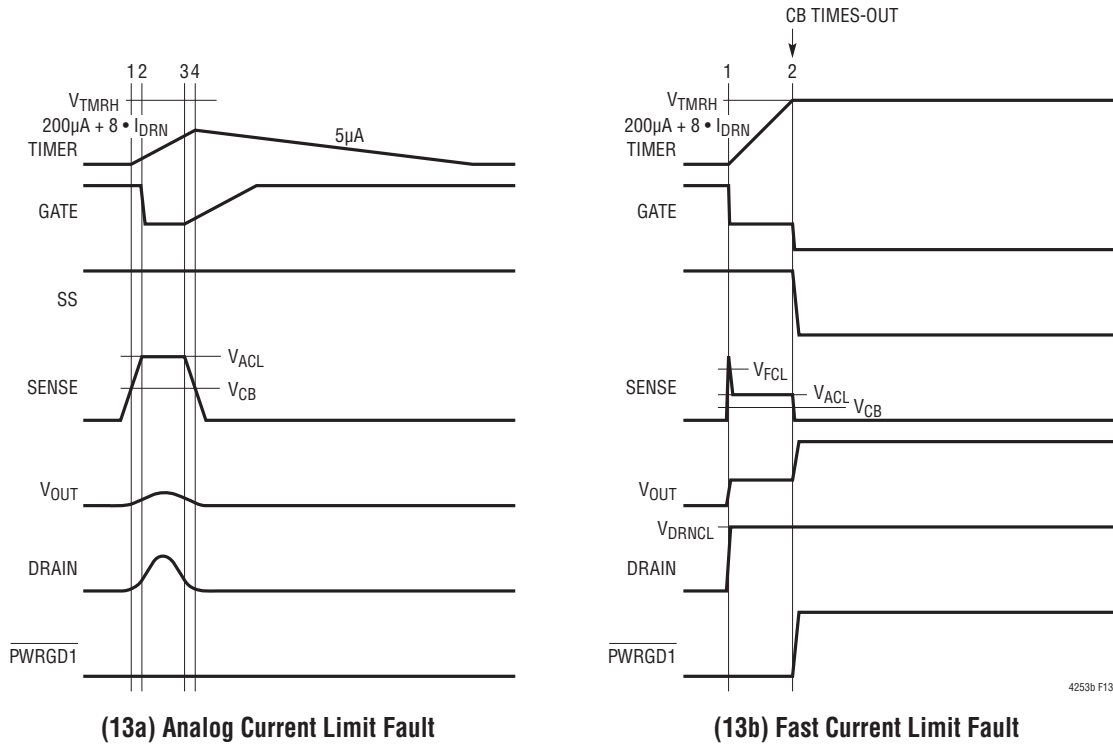 1 2 3 4
V_TMRH
200µA + 8 • I_DRN
TIMER
5µA
GATE
SS
SENSE
V_ACL
V_CB
V_OUT
DRAIN
PWRGD1
(13a) Analog Current Limit Fault
CB TIMES-OUT
1 2
V_TMRH
200µA + 8 • I_DRN
TIMER
GATE
SS
SENSE
V_FCL
V_ACL
V_CB
V_OUT
V_DRNCL
DRAIN
PWRGD1
4253b F13
(13b) Fast Current Limit Fault